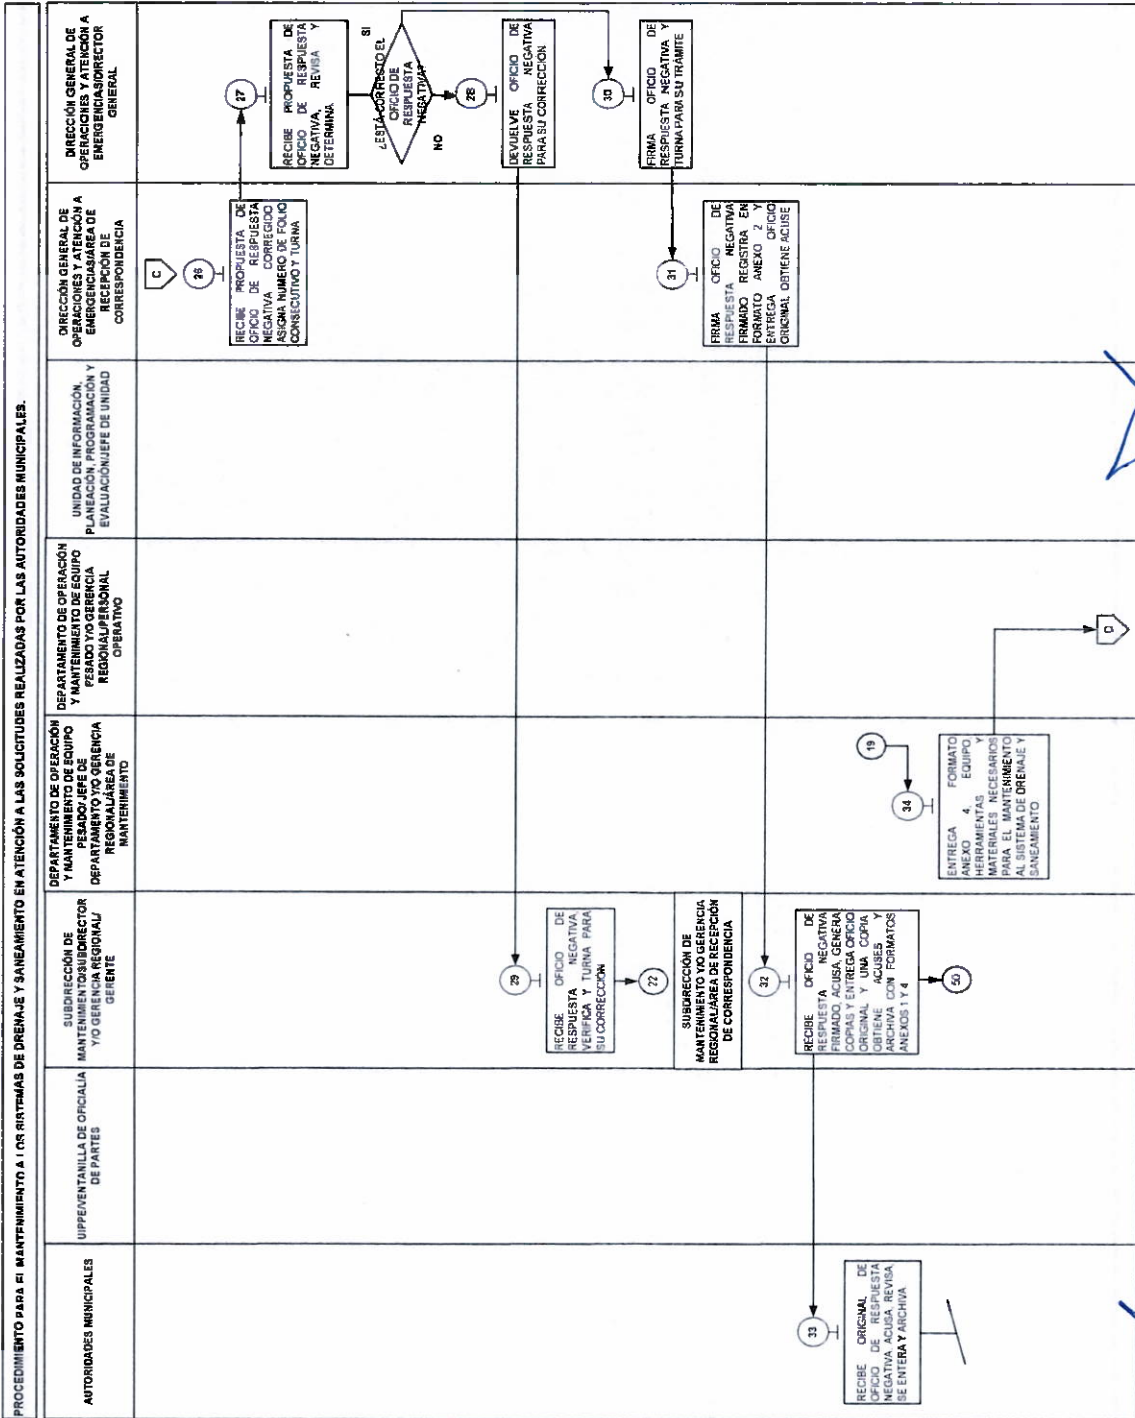 PROCEDIMIENTO PARA EL MANTENIMIENTO A LOS SISTEMAS DE DRENAJE Y SANEAMIENTO EN ATENCIÓN A LAS SOLICITUDES REALIZADAS POR LAS AUTORIDADES MUNICIPALES.
AUTORIDADES MUNICIPALES
UIPPE/VENTANILLA DE OFICIALÍA
DE PARTES
SUBDIRECCIÓN DE
MANTENIMIENTO/SUBDIRECTOR
Y/O GERENCIA REGIONAL/
GERENTE
DEPARTAMENTO DE OPERACIÓN
Y MANTENIMIENTO DE EQUIPO
PESADO/ JEFE DE
DEPARTAMENTO Y/O GERENCIA
REGIONAL/ÁREA DE
MANTENIMIENTO
DEPARTAMENTO DE OPERACIÓN
Y MANTENIMIENTO DE EQUIPO
PESADO Y/O GERENCIA
REGIONAL/PERSONAL
OPERATIVO
UNIDAD DE INFORMACIÓN,
PLANEACIÓN, PROGRAMACIÓN Y
EVALUACIÓN/JEFE DE UNIDAD
DIRECCIÓN GENERAL DE
OPERACIONES Y ATENCIÓN A
EMERGENCIAS/ÁREA DE
RECEPCIÓN DE
CORRESPONDENCIA
DIRECCIÓN GENERAL DE
OPERACIONES Y ATENCIÓN A
EMERGENCIAS/DIRECTOR
GENERAL
C
26
RECIBE PROPUESTA DE
OFICIO DE RESPUESTA
NEGATIVA CORREGIDO
ASIGNA NUMERO DE FOLIO
CONSECUTIVO Y TURNA
27
RECIBE PROPUESTA DE
OFICIO DE RESPUESTA
NEGATIVA, REVISA Y
DETERMINA
¿ESTÁ CORRECTO EL
OFICIO DE
RESPUESTA
NEGATIVA?
SI
NO
28
DEVUELVE OFICIO DE
RESPUESTA NEGATIVA
PARA SU CORRECCION
29
RECIBE OFICIO DE
RESPUESTA NEGATIVA,
VERIFICA Y TURNA PARA
SU CORRECCIÓN
22
30
FIRMA OFICIO DE
RESPUESTA NEGATIVA Y
TURNA PARA SU TRÁMITE
31
FIRMA OFICIO DE
RESPUESTA NEGATIVA
FIRMADO REGISTRA EN
FORMATO ANEXO 2 Y
ENTREGA OFICIO
ORIGINAL OBTIENE ACUSE
SUBDIRECCIÓN DE
MANTENIMIENTO Y/O GERENCIA
REGIONAL/ÁREA DE RECEPCIÓN
DE CORRESPONDENCIA
32
RECIBE OFICIO DE
RESPUESTA NEGATIVA
FIRMADO, ACUSA, GENERA
COPIAS Y ENTREGA OFICIO
ORIGINAL Y UNA COPIA
OBTIENE ACUSES Y
ARCHIVA CON FORMATOS
ANEXOS 1 Y 4
50
33
RECIBE ORIGINAL DE
OFICIO DE RESPUESTA
NEGATIVA, ACUSA, REVISA,
SE ENTERA Y ARCHIVA
19
34
ENTREGA FORMATO
ANEXO 4, EQUIPO
HERRAMIENTAS Y
MATERIALES NECESARIOS
PARA EL MANTENIMIENTO
AL SISTEMA DE DRENAJE Y
SANEAMIENTO